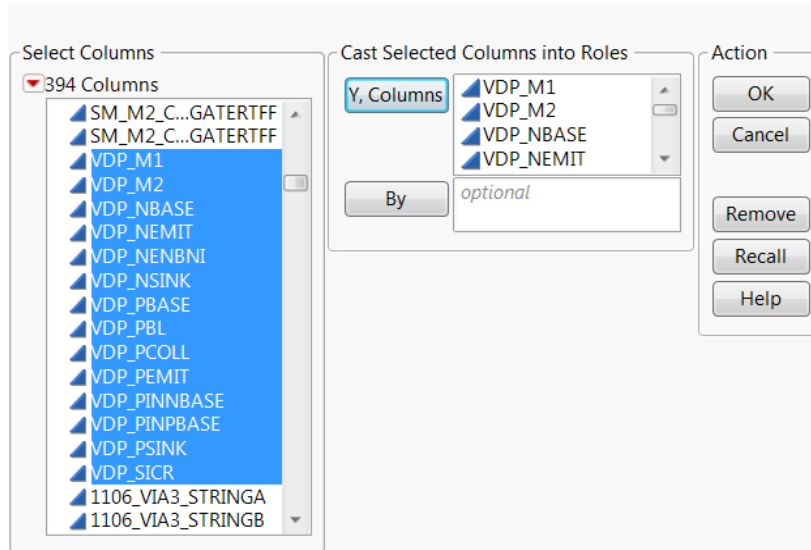 Select Columns
394 Columns
SM_M2_C...GATERTFF
SM_M2_C...GATERTFF
VDP_M1
VDP_M2
VDP_NBASE
VDP_NEMIT
VDP_NENBNI
VDP_NSINK
VDP_PBASE
VDP_PBL
VDP_PCOLL
VDP_PEMIT
VDP_PINNBASE
VDP_PINPBASE
VDP_PSINK
VDP_SICR
1106_VIA3_STRINGA
1106_VIA3_STRINGB
Cast Selected Columns into Roles
Y, Columns
VDP_M1
VDP_M2
VDP_NBASE
VDP_NEMIT
By
optional
Action
OK
Cancel
Remove
Recall
Help